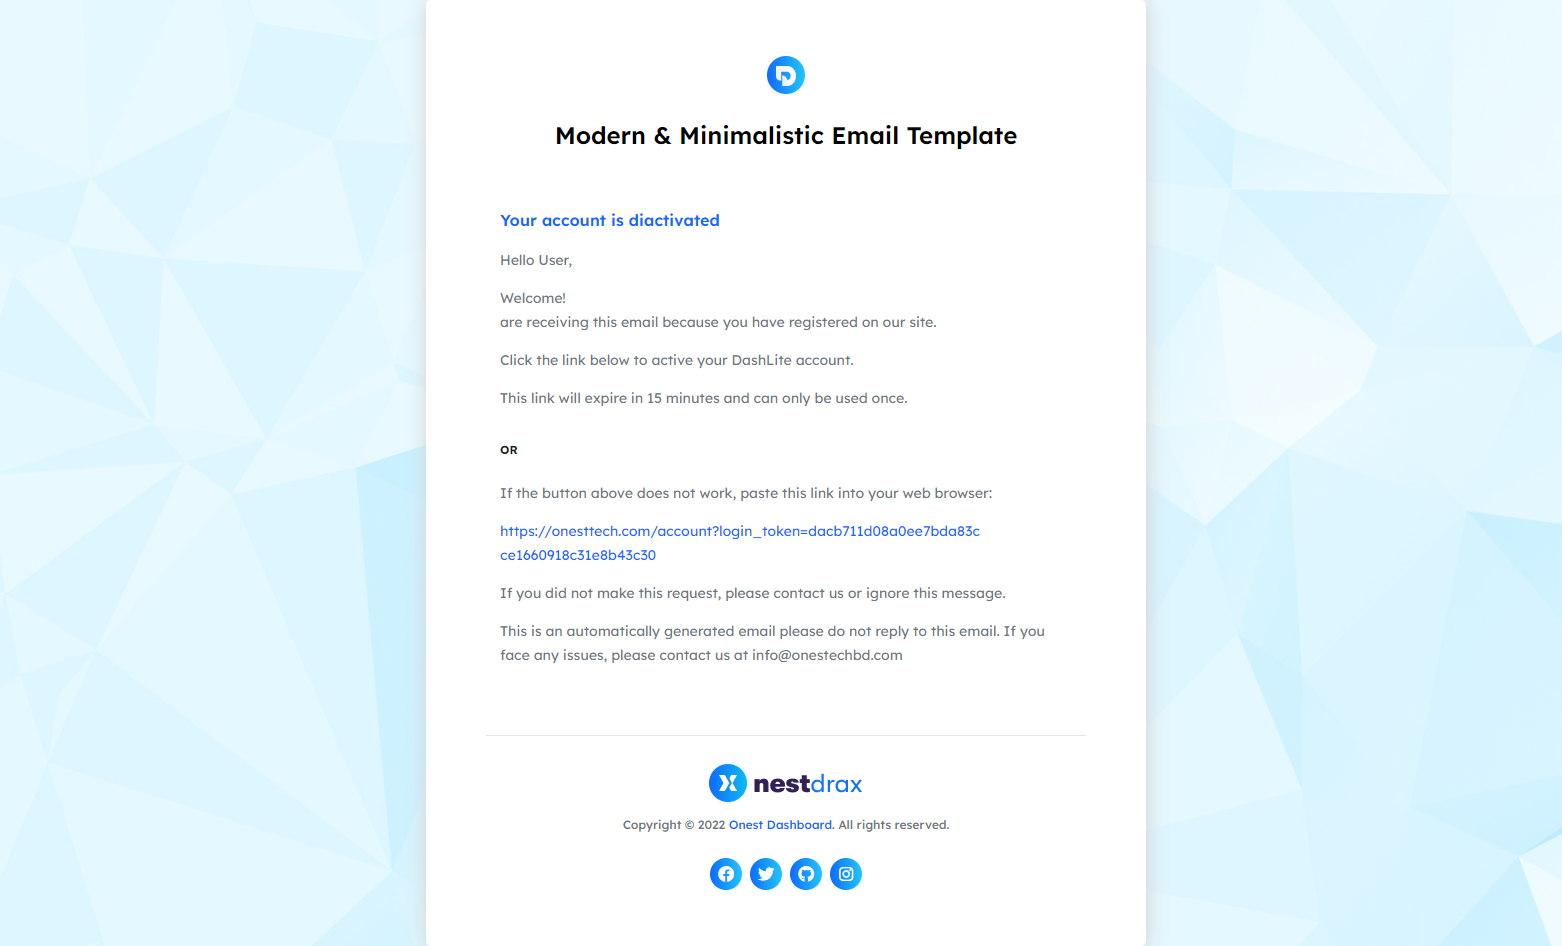 Modern & Minimalistic Email Template
Your account is diactivated
Hello User,
Welcome!
are receiving this email because you have registered on our site.
Click the link below to active your DashLite account.
This link will expire in 15 minutes and can only be used once.
OR
If the button above does not work, paste this link into your web browser:
https://onesttech.com/account?login_token=dacb711d08a0ee7bda83c
ce1660918c31e8b43c30
If you did not make this request, please contact us or ignore this message.
This is an automatically generated email please do not reply to this email. If you
face any issues, please contact us at info@onestechbd.com
nestdrax
Copyright © 2022 Onest Dashboard. All rights reserved.